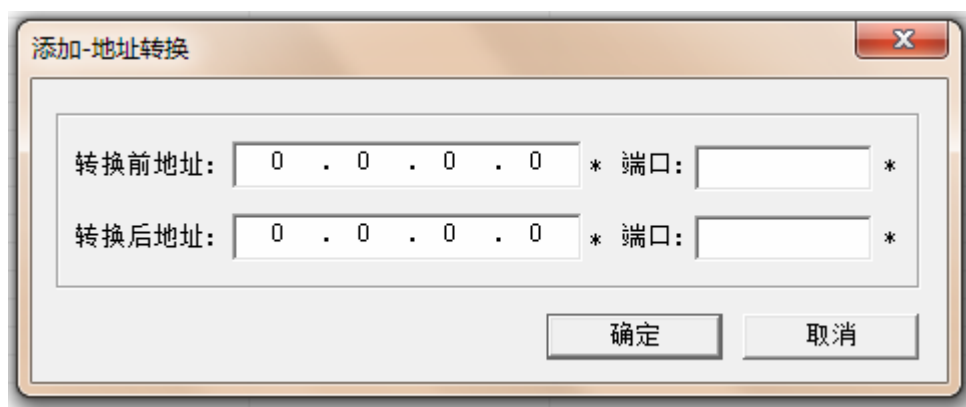 添加-地址转换
转换前地址: 0 . 0 . 0 . 0 * 端口: *
转换后地址: 0 . 0 . 0 . 0 * 端口: *
确定 取消